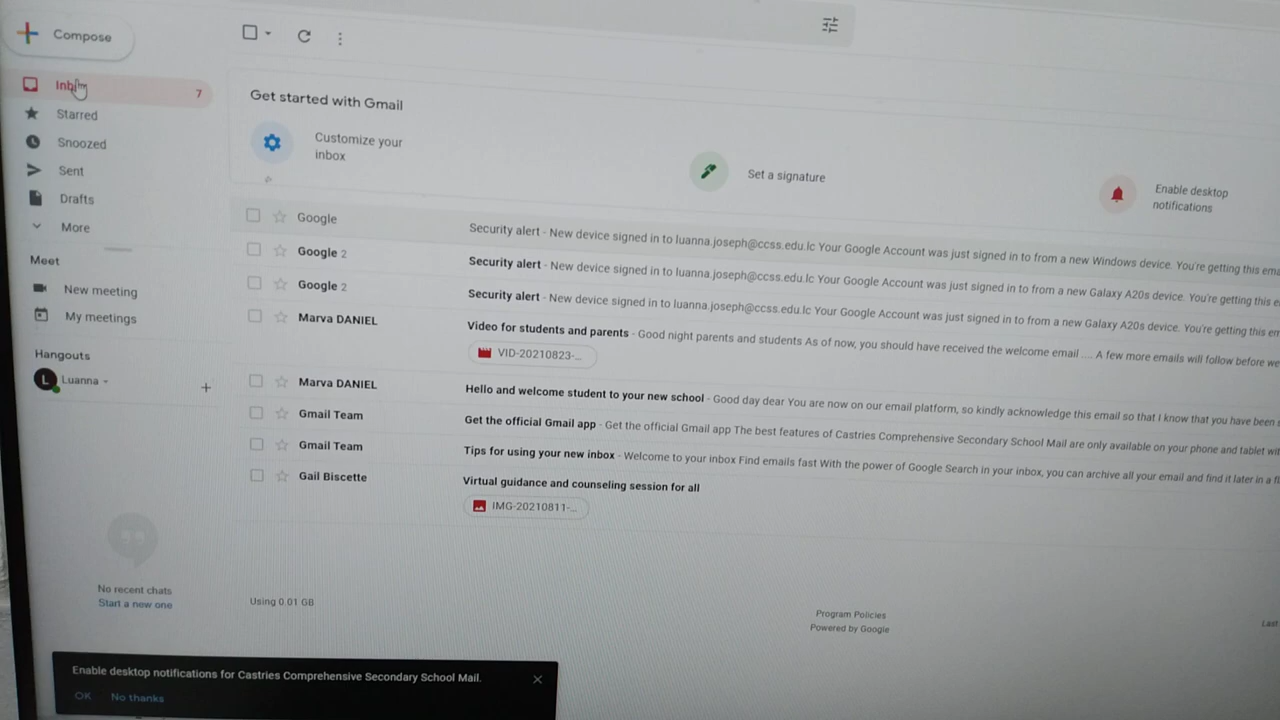 Compose
Inb
7
Starred
Snoozed
Sent
Drafts
More
Meet
New meeting
My meetings
Hangouts
L Luanna
No recent chats
Start a new one
Get started with Gmail
Customize your
inbox
Set a signature
Enable desktop
notifications
Google Security alert - New device signed in to luanna.joseph@ccss.edu.lc Your Google Account was just signed in to from a new Windows device. You're getting this ema
Google 2 Security alert - New device signed in to luanna.joseph@ccss.edu.lc Your Google Account was just signed in to from a new Galaxy A20s device. You're getting this e
Google 2 Security alert - New device signed in to luanna.joseph@ccss.edu.lc Your Google Account was just signed in to from a new Galaxy A20s device. You're getting this em
Marva DANIEL Video for students and parents - Good night parents and students As of now, you should have received the welcome email .... A few more emails will follow before we
VID-20210823-...
Marva DANIEL Hello and welcome student to your new school - Good day dear You are now on our email platform, so kindly acknowledge this email so that I know that you have been
Gmail Team Get the official Gmail app - Get the official Gmail app The best features of Castries Comprehensive Secondary School Mail are only available on your phone and tablet wit
Gmail Team Tips for using your new inbox - Welcome to your inbox Find emails fast With the power of Google Search in your inbox, you can archive all your email and find it later in a
Gail Biscette Virtual guidance and counseling session for all
IMG-20210811-...
Using 0.01 GB
Program Policies
Powered by Google
Last
Enable desktop notifications for Castries Comprehensive Secondary School Mail.
OK No thanks